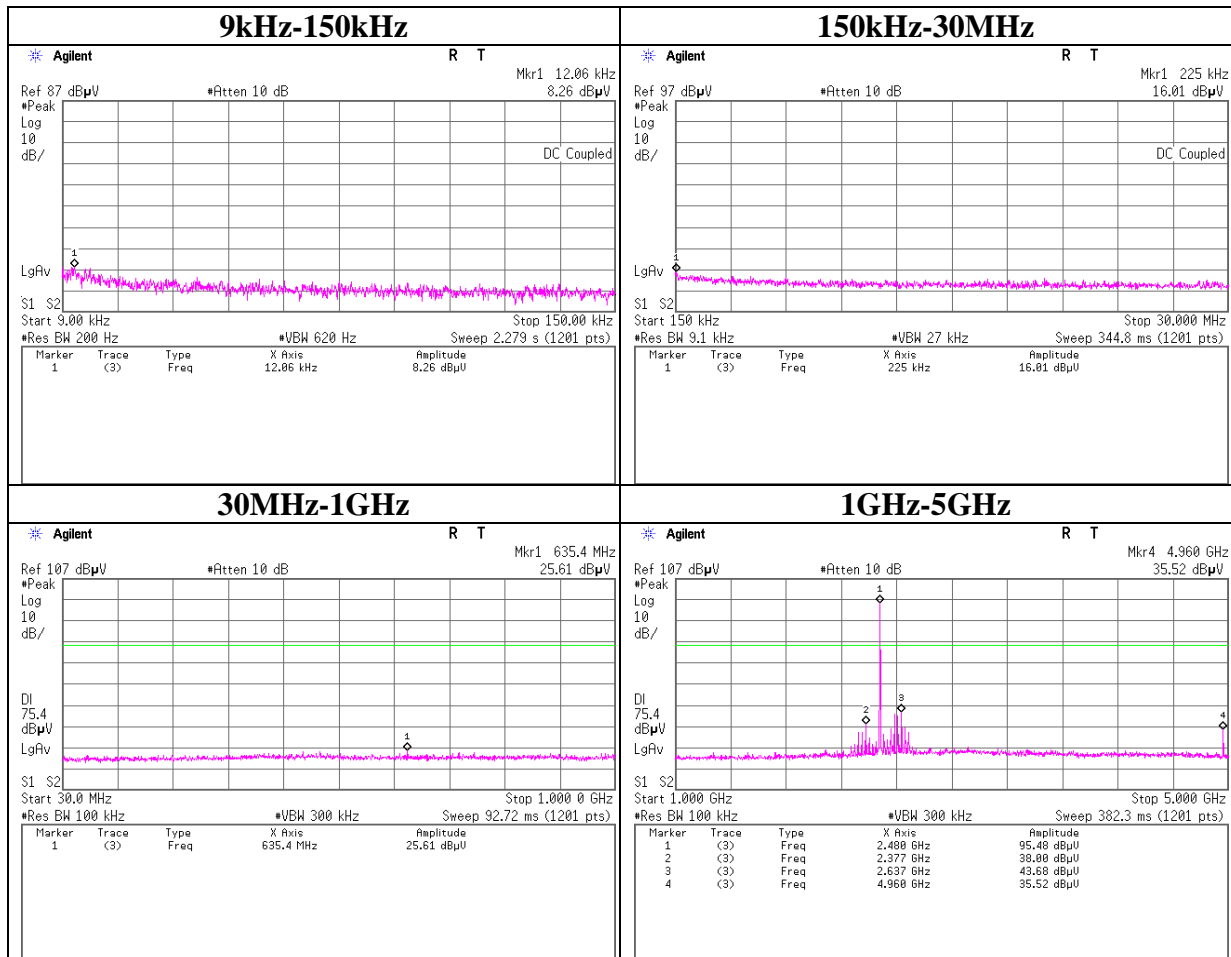 9kHz-150kHz
Agilent R T
Mkr1 12.06 kHz
Ref 87 dBµV #Atten 10 dB 8.26 dBµV
#Peak
Log
10
dB/
DC Coupled
1
LgAv
S1 S2
Start 9.00 kHz Stop 150.00 kHz
#Res BW 200 Hz #VBW 620 Hz Sweep 2.279 s (1201 pts)
Marker Trace Type X Axis Amplitude
1 (3) Freq 12.06 kHz 8.26 dBµV
150kHz-30MHz
Agilent R T
Mkr1 225 kHz
Ref 97 dBµV #Atten 10 dB 16.01 dBµV
#Peak
Log
10
dB/
DC Coupled
1
LgAv
S1 S2
Start 150 kHz Stop 30.000 MHz
#Res BW 9.1 kHz #VBW 27 kHz Sweep 344.8 ms (1201 pts)
Marker Trace Type X Axis Amplitude
1 (3) Freq 225 kHz 16.01 dBµV
30MHz-1GHz
Agilent R T
Mkr1 635.4 MHz
Ref 107 dBµV #Atten 10 dB 25.61 dBµV
#Peak
Log
10
dB/
DI
75.4
dBµV
1
LgAv
S1 S2
Start 30.0 MHz Stop 1.000 0 GHz
#Res BW 100 kHz #VBW 300 kHz Sweep 92.72 ms (1201 pts)
Marker Trace Type X Axis Amplitude
1 (3) Freq 635.4 MHz 25.61 dBµV
1GHz-5GHz
Agilent R T
Mkr4 4.960 GHz
Ref 107 dBµV #Atten 10 dB 35.52 dBµV
#Peak
1
Log
10
dB/
DI
3
75.4
2 4
dBµV
LgAv
S1 S2
Start 1.000 GHz Stop 5.000 GHz
#Res BW 100 kHz #VBW 300 kHz Sweep 382.3 ms (1201 pts)
Marker Trace Type X Axis Amplitude
1 (3) Freq 2.480 GHz 95.48 dBµV
2 (3) Freq 2.377 GHz 38.00 dBµV
3 (3) Freq 2.637 GHz 43.68 dBµV
4 (3) Freq 4.960 GHz 35.52 dBµV